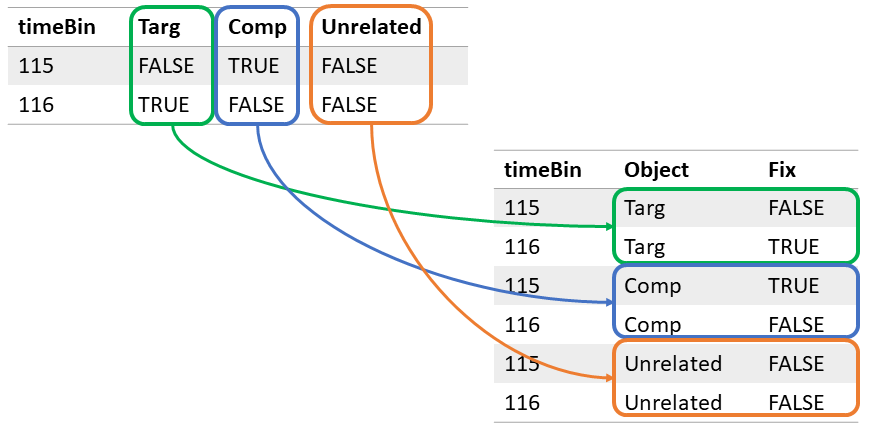 timeBin Targ Comp Unrelated
115 FALSE TRUE FALSE
116 TRUE FALSE FALSE
timeBin Object Fix
115 Targ FALSE
116 Targ TRUE
115 Comp TRUE
116 Comp FALSE
115 Unrelated FALSE
116 Unrelated FALSE